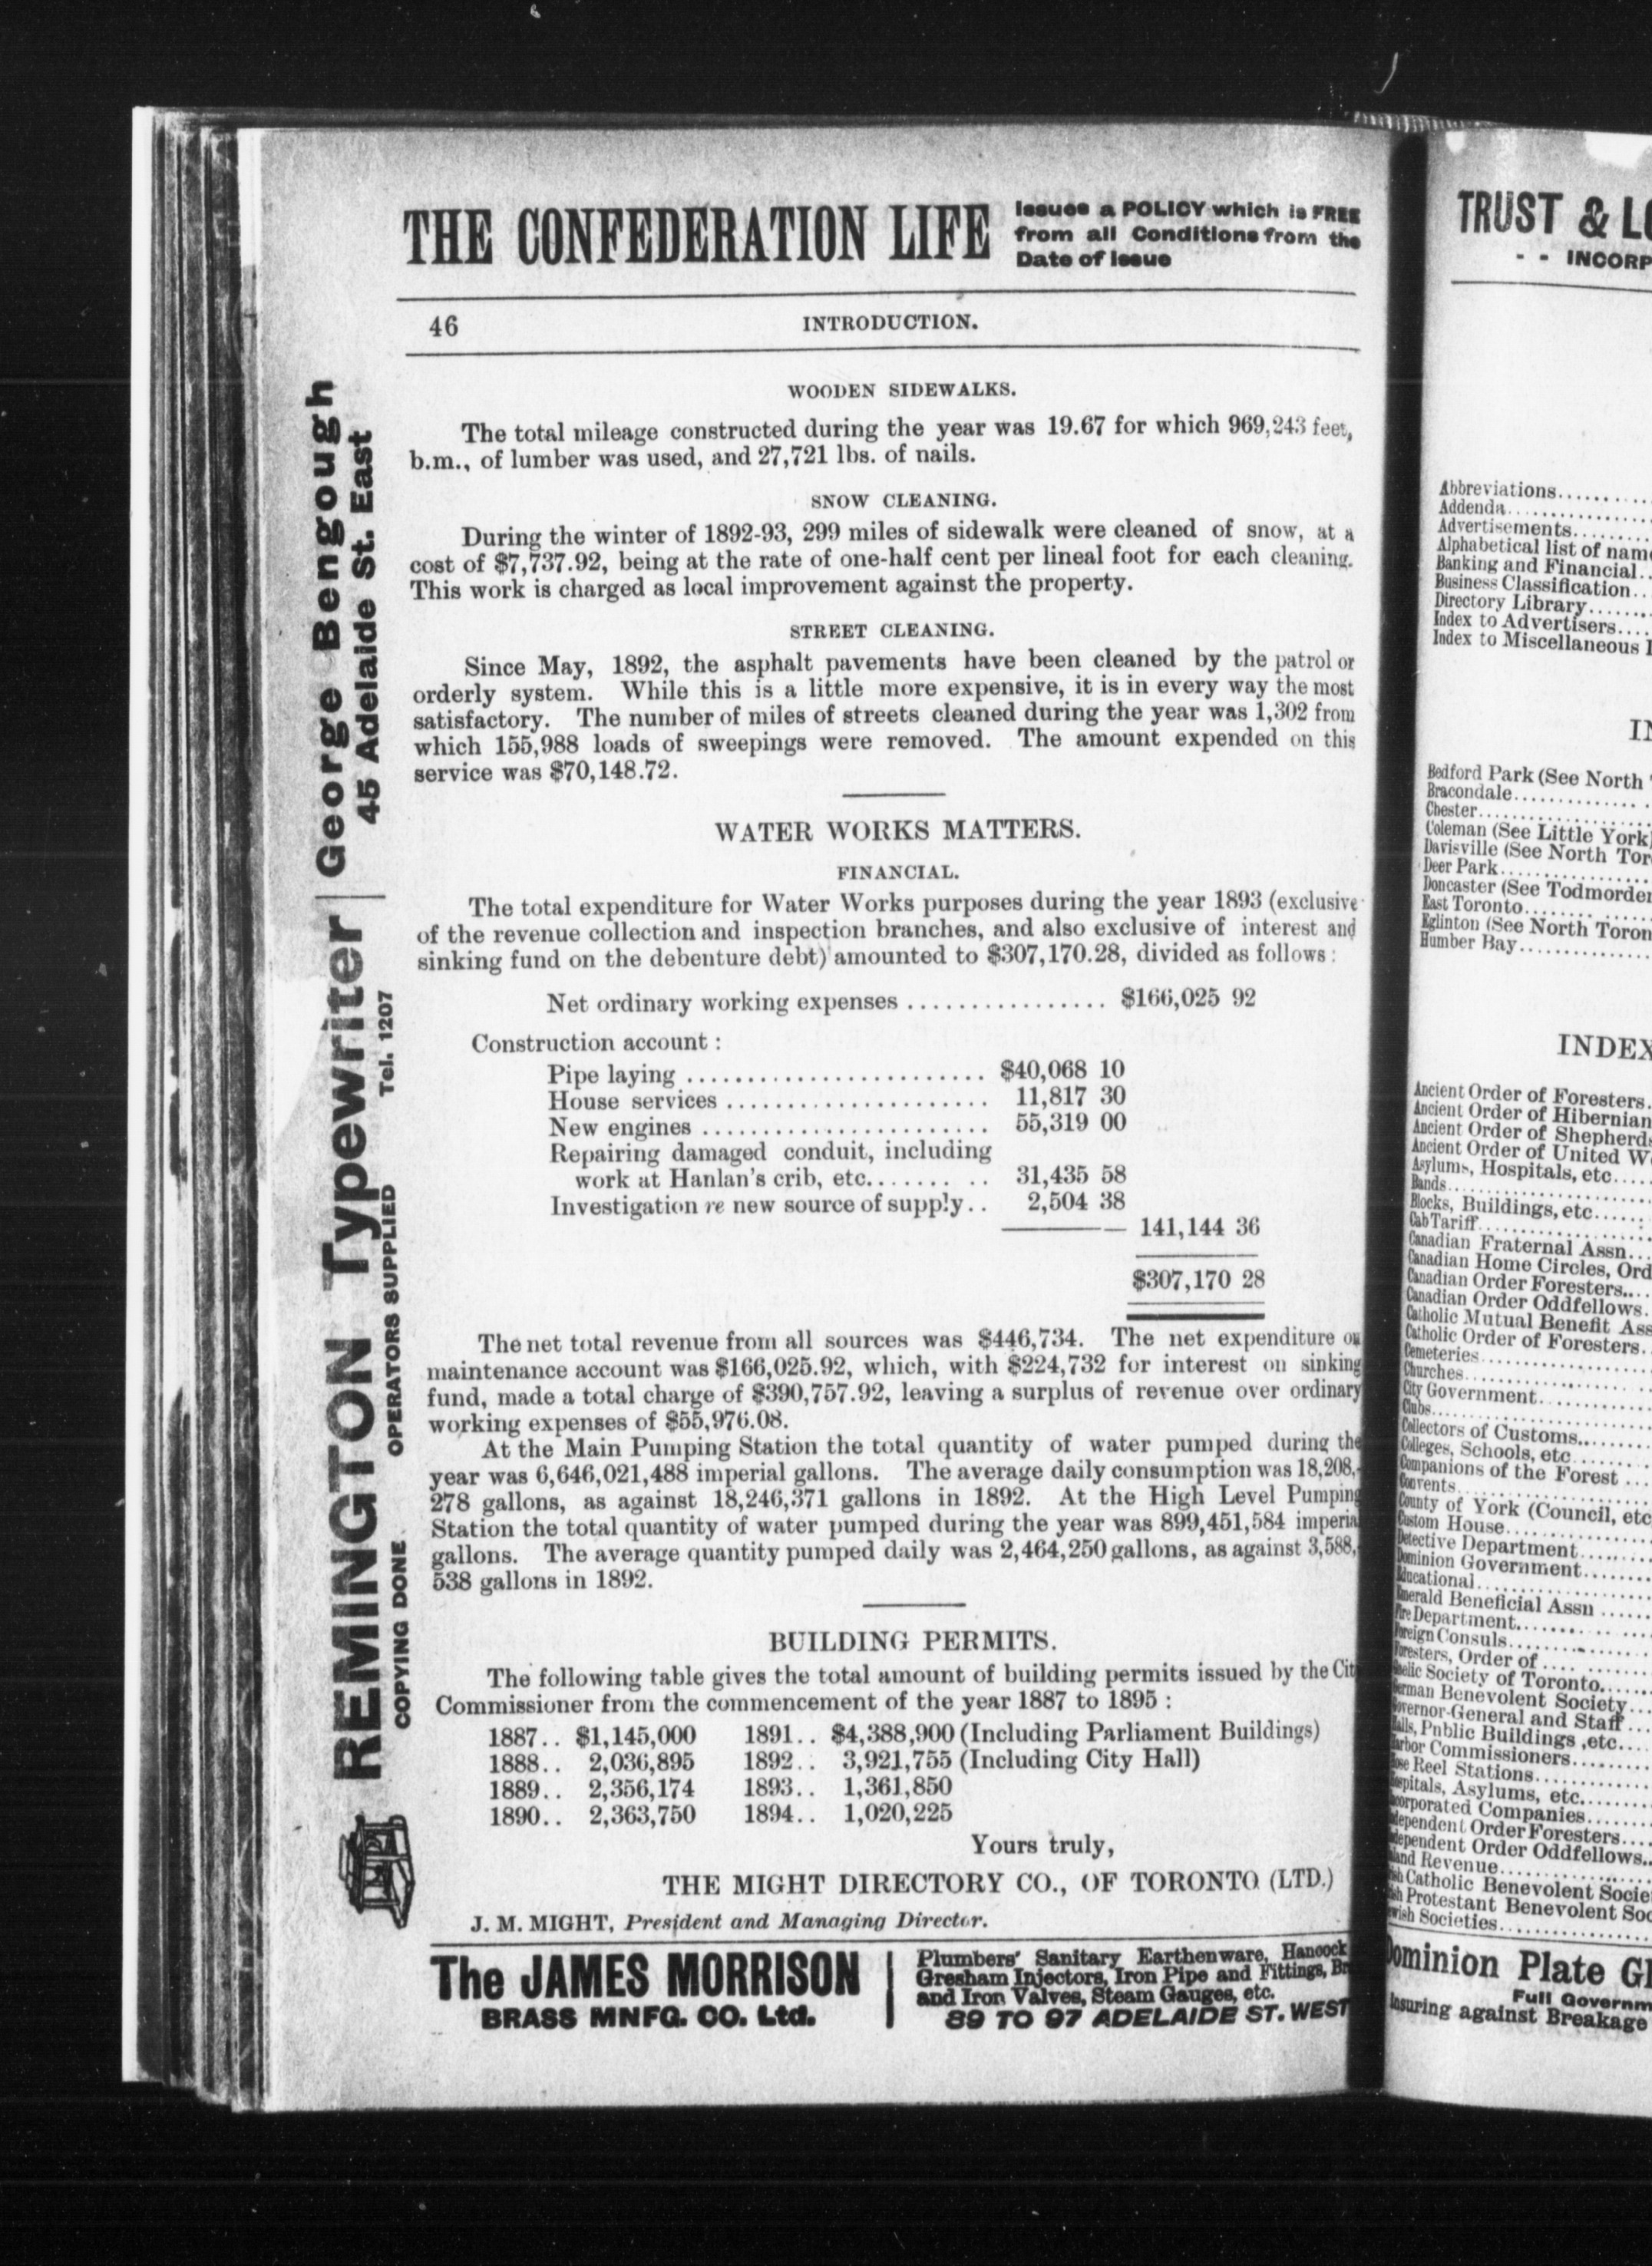 THE CONFEDERATION LIFE
Issues a POLICY which is FREE
from all Conditions from the
Date of Issue
46 INTRODUCTION.
WOODEN SIDEWALKS.
The total mileage constructed during the year was 19.67 for which 969,243 feet,
b.m., of lumber was used, and 27,721 lbs. of nails.
SNOW CLEANING.
During the winter of 1892-93, 299 miles of sidewalk were cleaned of snow, at a
cost of $7,737.92, being at the rate of one-half cent per lineal foot for each cleaning.
This work is charged as local improvement against the property.
STREET CLEANING.
Since May, 1892, the asphalt pavements have been cleaned by the patrol or
orderly system. While this is a little more expensive, it is in every way the most
satisfactory. The number of miles of streets cleaned during the year was 1,302 from
which 155,988 loads of sweepings were removed. The amount expended on this
service was $70,148.72.
WATER WORKS MATTERS.
FINANCIAL.
The total expenditure for Water Works purposes during the year 1893 (exclusive
of the revenue collection and inspection branches, and also exclusive of interest and
sinking fund on the debenture debt) amounted to $307,170.28, divided as follows:
Net ordinary working expenses ................ $166,025 92
Construction account :
Pipe laying ........................ $40,068 10
House services ..................... 11,817 30
New engines ....................... 55,319 00
Repairing damaged conduit, including
work at Hanlan's crib, etc....... .. 31,435 58
Investigation re new source of supply.. 2,504 38
141,144 36
$307,170 28
The net total revenue from all sources was $446,734. The net expenditure on
maintenance account was $166,025.92, which, with $224,732 for interest on sinking
fund, made a total charge of $390,757.92, leaving a surplus of revenue over ordinary
working expenses of $55,976.08.
At the Main Pumping Station the total quantity of water pumped during the
year was 6,646,021,488 imperial gallons. The average daily consumption was 18,208,-
278 gallons, as against 18,246,371 gallons in 1892. At the High Level Pumping
Station the total quantity of water pumped during the year was 899,451,584 imperial
gallons. The average quantity pumped daily was 2,464,250 gallons, as against 3,588,-
538 gallons in 1892.
BUILDING PERMITS.
The following table gives the total amount of building permits issued by the Cit
Commissioner from the commencement of the year 1887 to 1895 :
1887.. $1,145,000 1891.. $4,388,900 (Including Parliament Buildings)
1888.. 2,036,895 1892.. 3,921,755 (Including City Hall)
1889.. 2,356,174 1893.. 1,361,850
1890.. 2,363,750 1894.. 1,020,225
Yours truly,
THE MIGHT DIRECTORY CO., OF TORONTO (LTD.)
J. M. MIGHT, President and Managing Director.
The JAMES MORRISON
BRASS MNFG. CO. Ltd.
Plumbers' Sanitary Earthenware, Hancock
Gresham Injectors, Iron Pipe and Fittings, Br
and Iron Valves, Steam Gauges, etc.
89 TO 97 ADELAIDE ST. WEST
REMINGTON Typewriter
George Bengough
45 Adelaide St. East
COPYING DONE OPERATORS SUPPLIED Tel. 1207
TRUST & LO
- - INCORP
Abbreviations.........
Addenda..............
Advertisements.........
Alphabetical list of name
Banking and Financial..
Business Classification...
Directory Library.......
Index to Advertisers....
Index to Miscellaneous I
IN
Bedford Park (See North
Bracondale...............
Chester.................
Coleman (See Little York)
Davisville (See North Tor
Deer Park..............
Doncaster (See Todmorden
East Toronto...........
Eglinton (See North Toron
Humber Bay.............
INDEX
Ancient Order of Foresters.
Ancient Order of Hibernian
Ancient Order of Shepherds
Ancient Order of United W
Asylums, Hospitals, etc....
Bands...................
Blocks, Buildings, etc......
Cab Tariff................
Canadian Fraternal Assn...
Canadian Home Circles, Ord
Canadian Order Foresters....
Canadian Order Oddfellows.
Catholic Mutual Benefit Ass
Catholic Order of Foresters.
Cemeteries...............
Churches.................
City Government..........
Clubs....................
Collectors of Customs.......
Colleges, Schools, etc.......
Companions of the Forest ...
Convents.................
County of York (Council, etc
Custom House.............
Detective Department.......
Dominion Government.......
Educational...............
Emerald Beneficial Assn .....
Fire Department............
Foreign Consuls............
Foresters, Order of .... ......
Gaelic Society of Toronto......
German Benevolent Society...
Governor-General and Staff ...
Halls, Public Buildings ,etc....
Harbor Commissioners.........
Hose Reel Stations...........
Hospitals, Asylums, etc.......
Incorporated Companies.......
Independent Order Foresters....
Independent Order Oddfellows..
Inland Revenue..............
Irish Catholic Benevolent Socie
Irish Protestant Benevolent Soc
Jewish Societies..............
Dominion Plate Gl
Full Governm
Insuring against Breakage